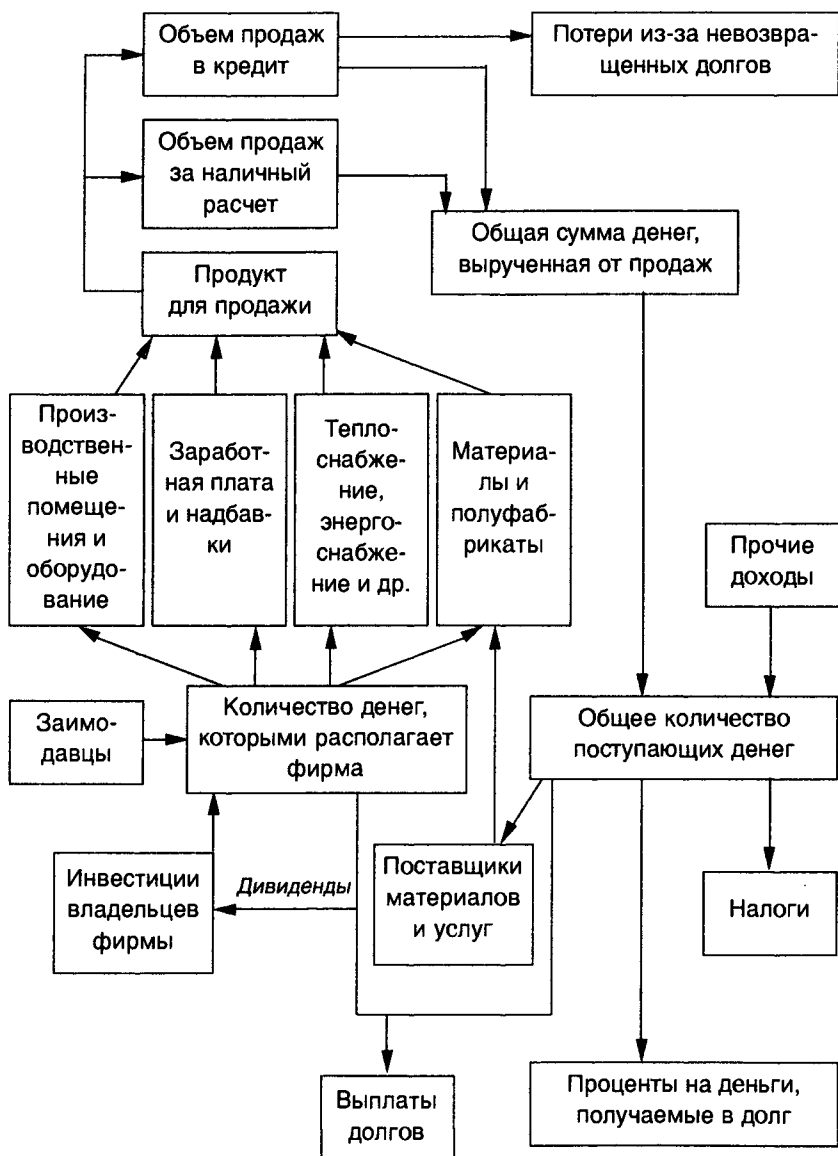 Объем продаж
в кредит
Потери из-за невозвра-
щенных долгов
Объем продаж
за наличный
расчет
Общая сумма денег,
вырученная от продаж
Продукт
для продажи
Произ-
водствен-
ные
помеще-
ния и
оборудо-
вание
Заработ-
ная плата
и надбав-
ки
Тепло-
снабже-
ние,
энерго-
снабже-
ние и др.
Материа-
лы и
полуфаб-
рикаты
Прочие
доходы
Заимо-
давцы
Количество денег,
которыми располагает
фирма
Общее количество
поступающих денег
Инвестиции
владельцев
фирмы
Дивиденды
Поставщики
материалов
и услуг
Налоги
Выплаты
долгов
Проценты на деньги,
получаемые в долг